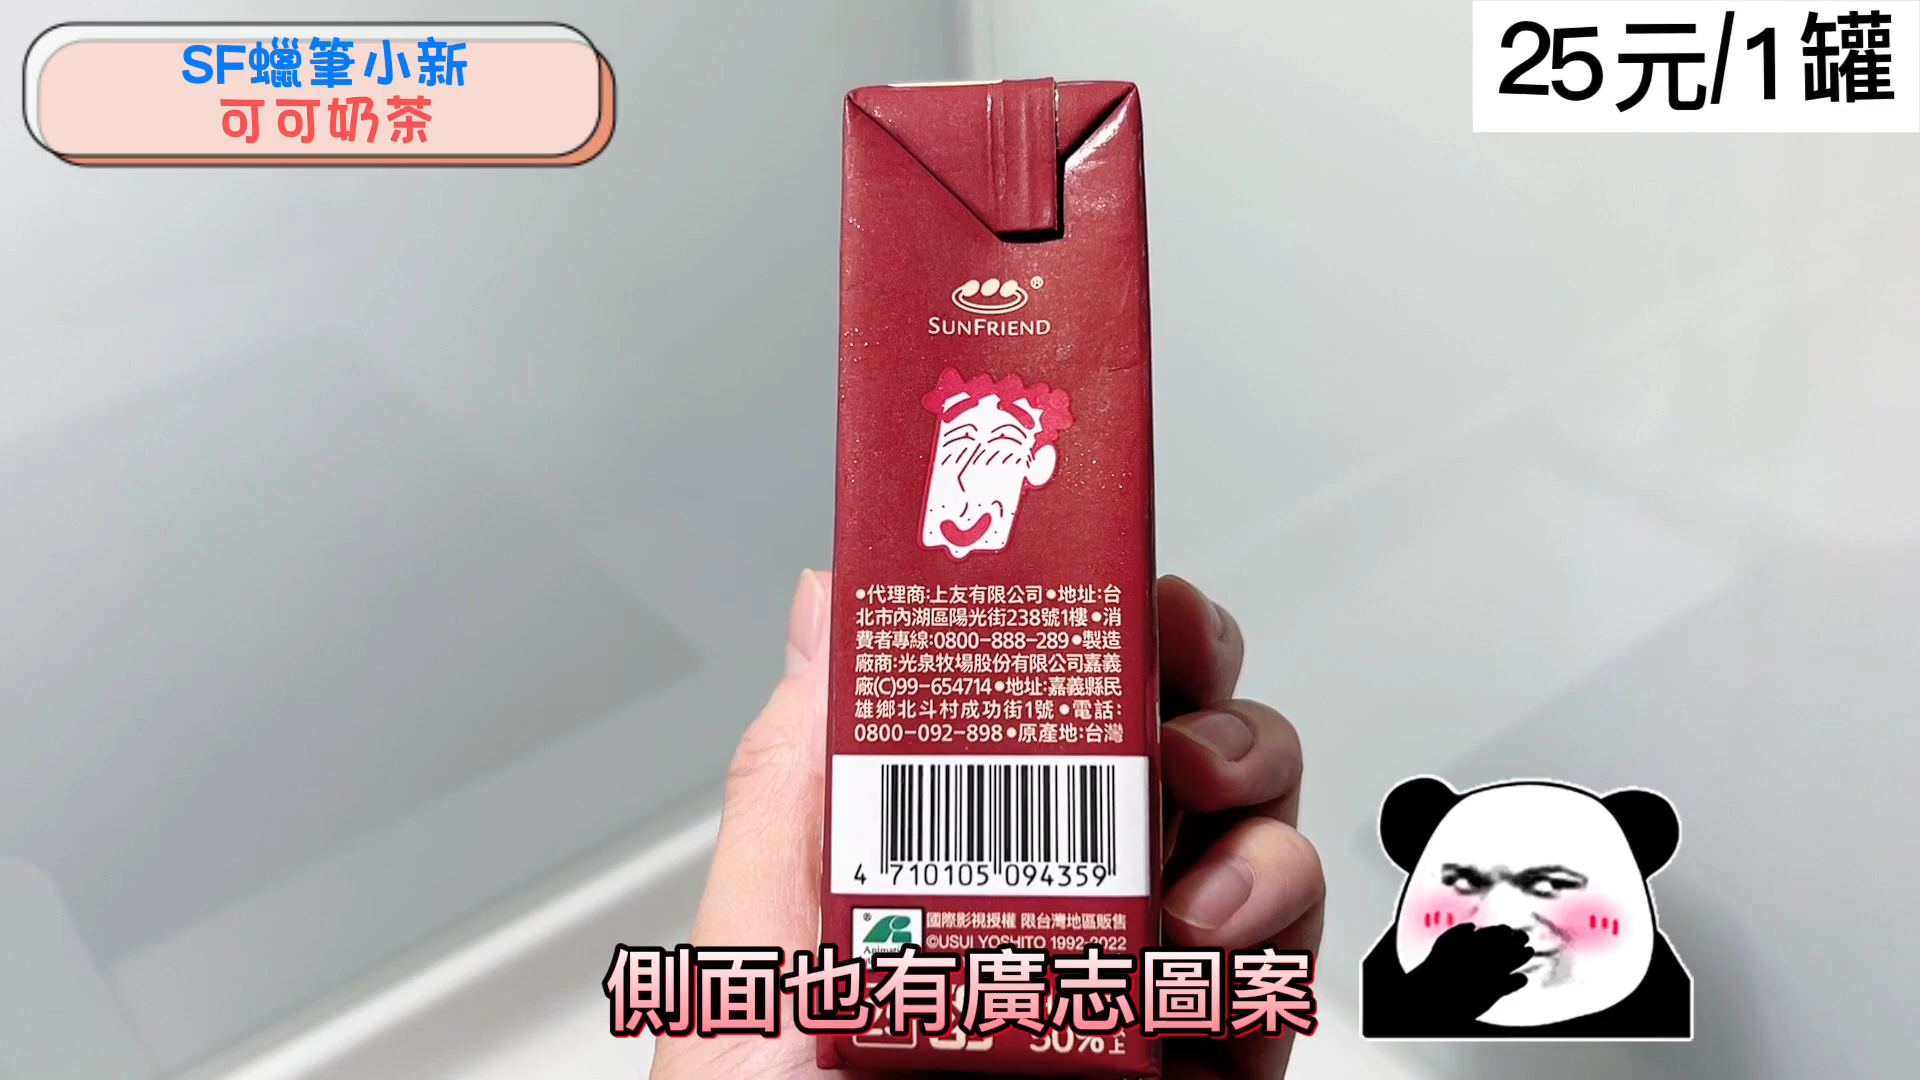 SF蠟筆小新
可可奶茶
25元/1罐
SUNFRIEND
●代理商:上友有限公司●地址:台
北市內湖區陽光街238號1樓●消
費者專線:0800-888-289●製造
廠商:光泉牧場股份有限公司嘉義
廠(C)99-654714●地址:嘉義縣民
雄鄉北斗村成功街1號●電話:
0800-092-898●原產地:台灣
4 710105 094359
國際影視授權 限台灣地區販售
©USUI YOSHITO 1992-2022
側面也有廣志圖案